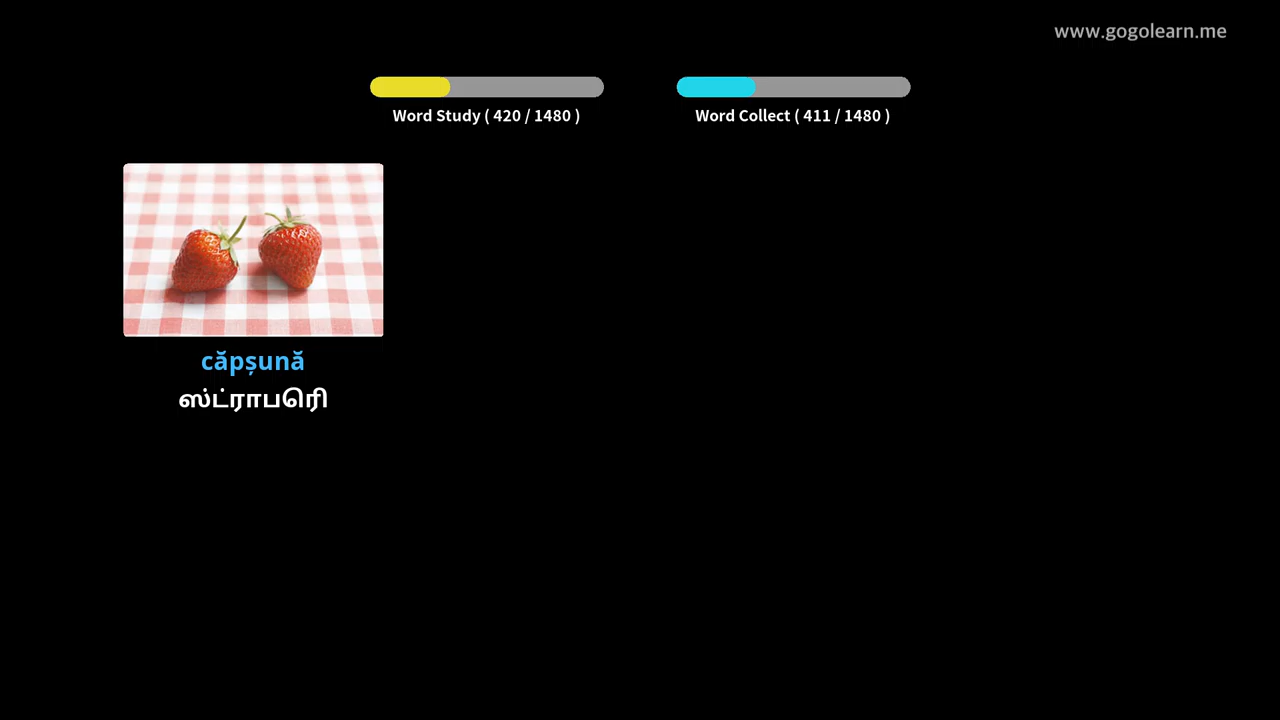 www.gogolearn.me
Word Study ( 420 / 1480 )
Word Collect ( 411 / 1480 )
căpșună
ஸ்ட்ராபெரி